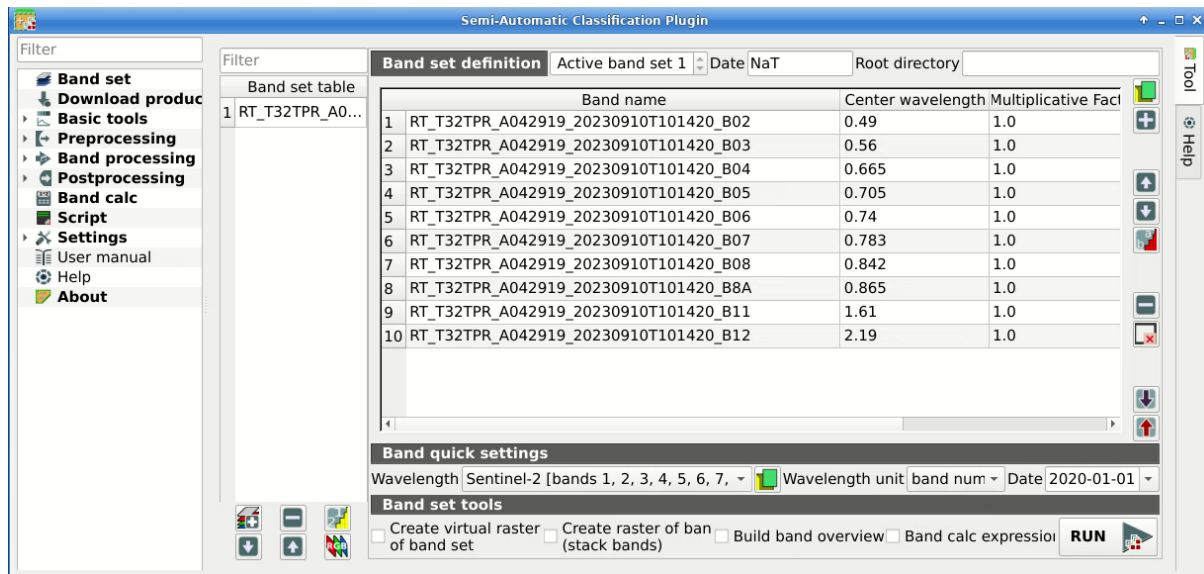 Semi-Automatic Classification Plugin
Filter
Band set
Download produc
Basic tools
Preprocessing
Band processing
Postprocessing
Band calc
Script
Settings
User manual
Help
About
Filter
Band set table
1 RT_T32TPR_A0...
Band set definition Active band set 1 Date NaT Root directory
Band name Center wavelength Multiplicative Fact
1 RT_T32TPR_A042919_20230910T101420_B02 0.49 1.0
2 RT_T32TPR_A042919_20230910T101420_B03 0.56 1.0
3 RT_T32TPR_A042919_20230910T101420_B04 0.665 1.0
4 RT_T32TPR_A042919_20230910T101420_B05 0.705 1.0
5 RT_T32TPR_A042919_20230910T101420_B06 0.74 1.0
6 RT_T32TPR_A042919_20230910T101420_B07 0.783 1.0
7 RT_T32TPR_A042919_20230910T101420_B08 0.842 1.0
8 RT_T32TPR_A042919_20230910T101420_B8A 0.865 1.0
9 RT_T32TPR_A042919_20230910T101420_B11 1.61 1.0
10 RT_T32TPR_A042919_20230910T101420_B12 2.19 1.0
Band quick settings
Wavelength Sentinel-2 [bands 1, 2, 3, 4, 5, 6, 7, Wavelength unit band num Date 2020-01-01
Band set tools
Create virtual raster
of band set
Create raster of ban
(stack bands)
Build band overview
Band calc expression
RUN
RGB
Tool
Help